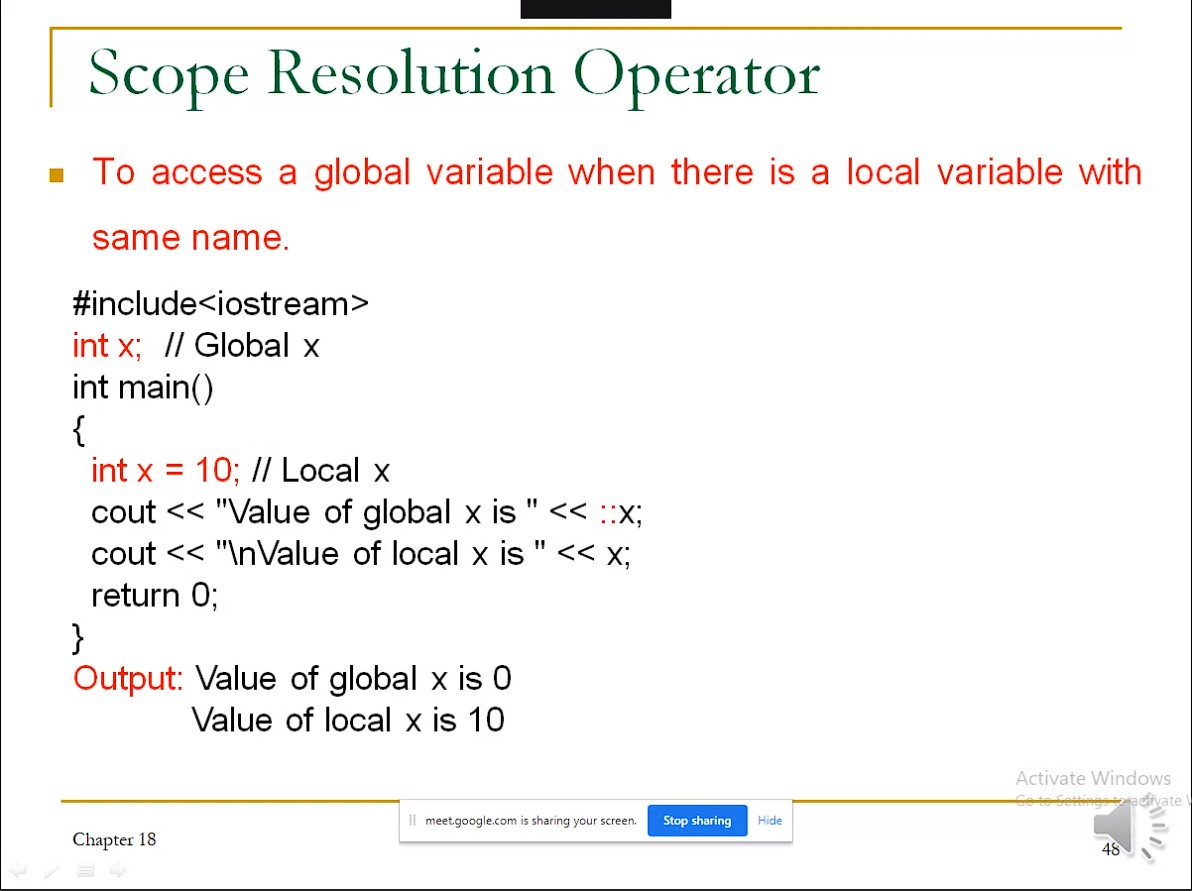 Scope Resolution Operator
To access a global variable when there is a local variable with
same name.
#include<iostream>
int x; // Global x
int main()
{
int x = 10; // Local x
cout << "Value of global x is " << ::x;
cout << "\nValue of local x is " << x;
return 0;
}
Output: Value of global x is 0
Value of local x is 10
Activate Windows
Go to Settings to activate W
meet.google.com is sharing your screen. Stop sharing Hide
Chapter 18
48